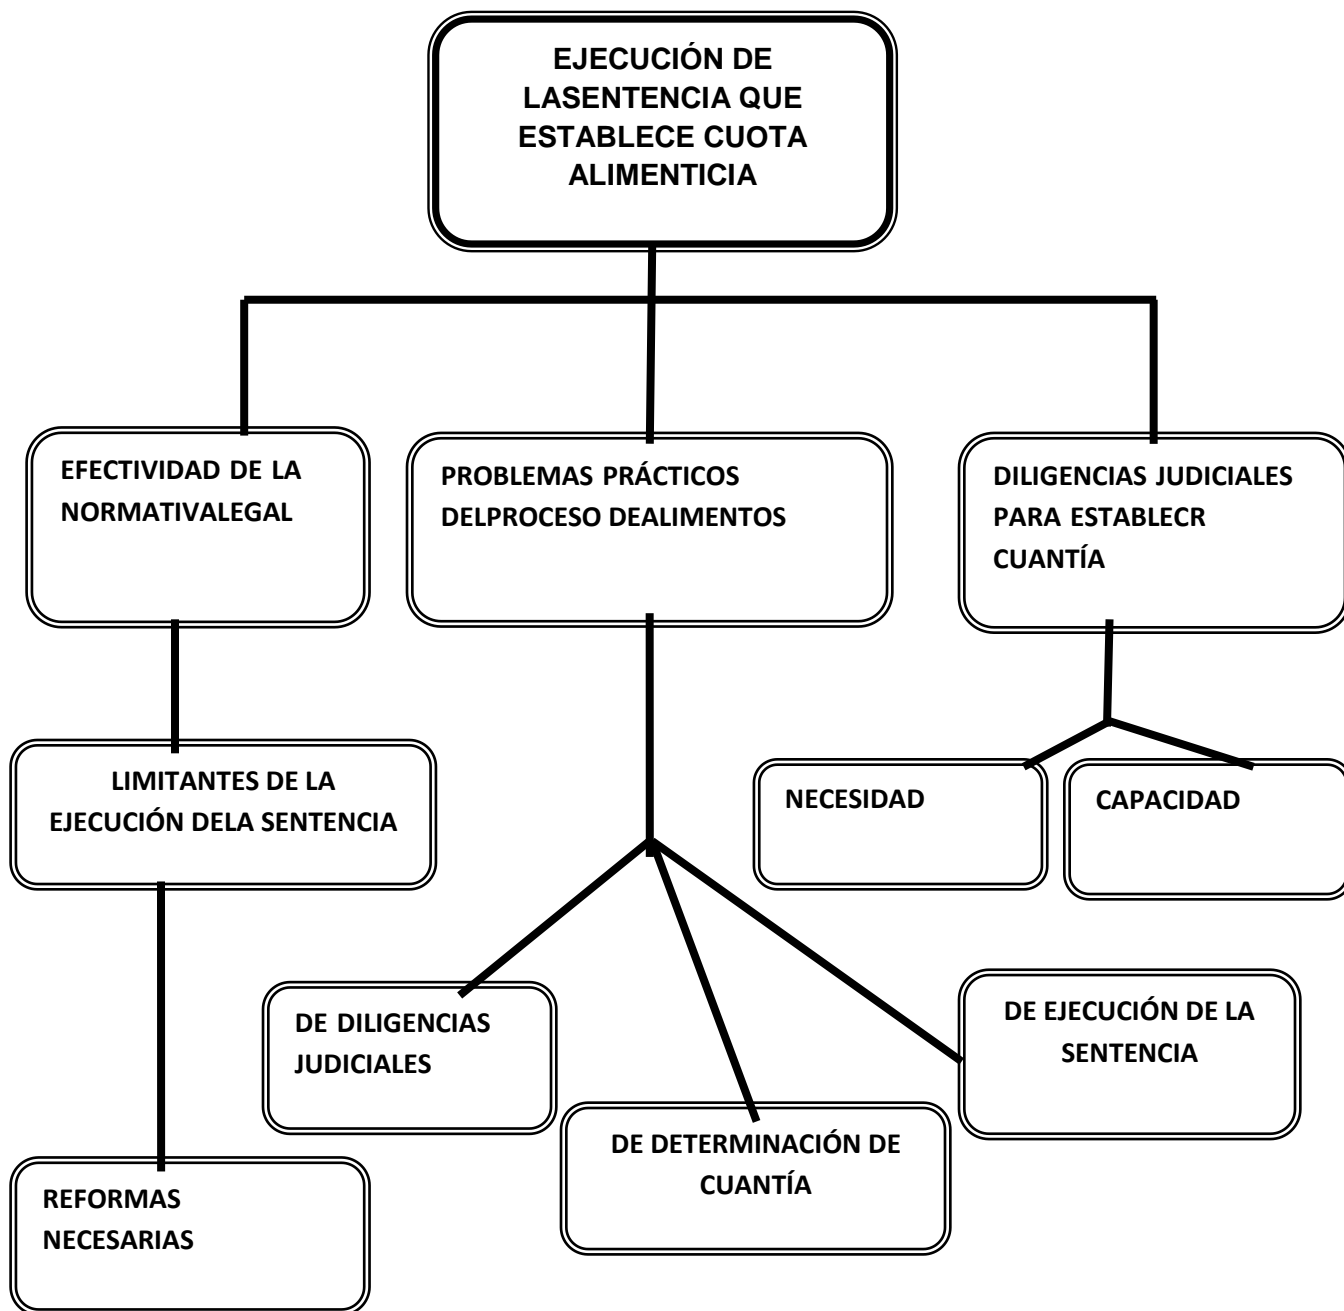 EJECUCIÓN DE
LASENTENCIA QUE
ESTABLECE CUOTA
ALIMENTICIA
EFECTIVIDAD DE LA
NORMATIVALEGAL
PROBLEMAS PRÁCTICOS
DELPROCESO DEALIMENTOS
DILIGENCIAS JUDICIALES
PARA ESTABLECR
CUANTÍA
LIMITANTES DE LA
EJECUCIÓN DELA SENTENCIA
NECESIDAD
CAPACIDAD
DE DILIGENCIAS
JUDICIALES
DE DETERMINACIÓN DE
CUANTÍA
DE EJECUCIÓN DE LA
SENTENCIA
REFORMAS
NECESARIAS